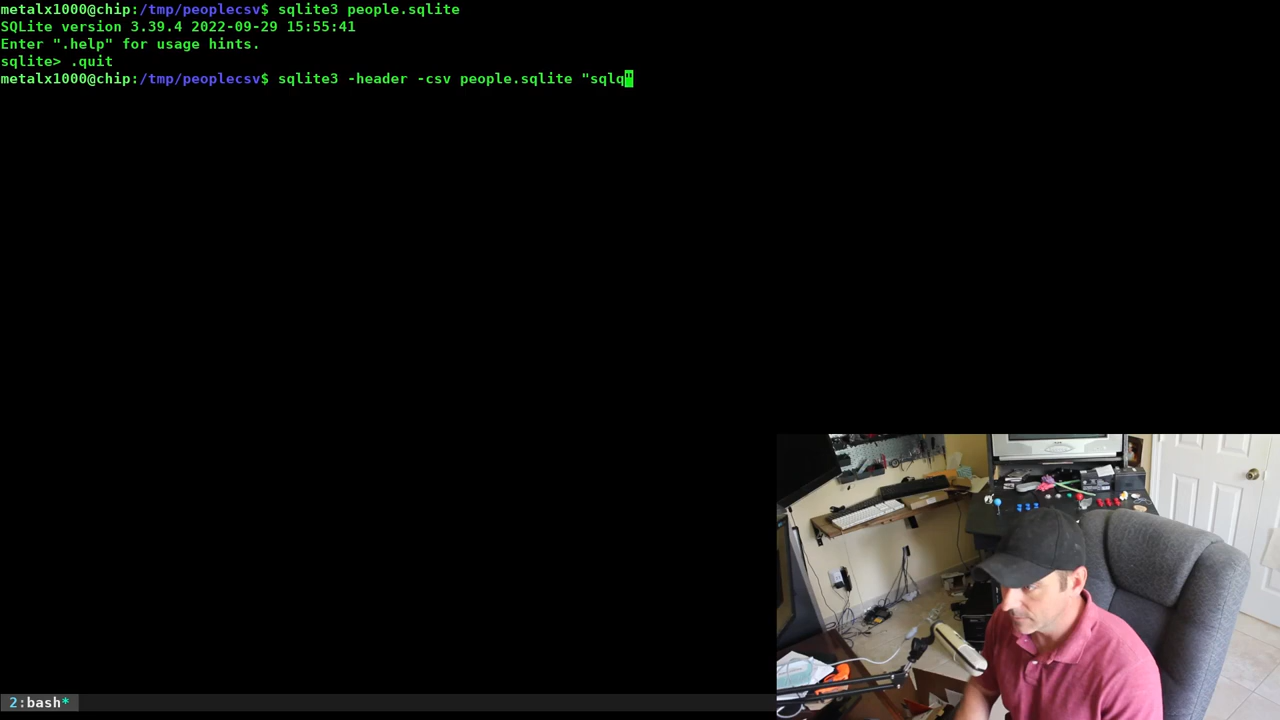 metalx1000@chip:/tmp/peoplecsv$ sqlite3 people.sqlite
SQLite version 3.39.4 2022-09-29 15:55:41
Enter ".help" for usage hints.
sqlite> .quit
metalx1000@chip:/tmp/peoplecsv$ sqlite3 -header -csv people.sqlite "sqlq"
2:bash*